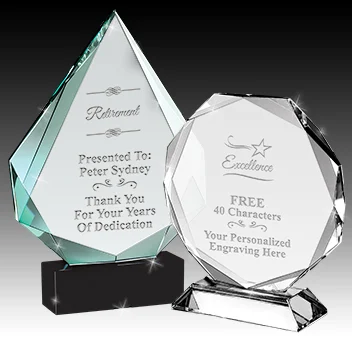 Retirement
Presented To:
Peter Sydney
Thank You
For Your Years
Of Dedication
Excellence
FREE
40 Characters
Your Personalized
Engraving Here